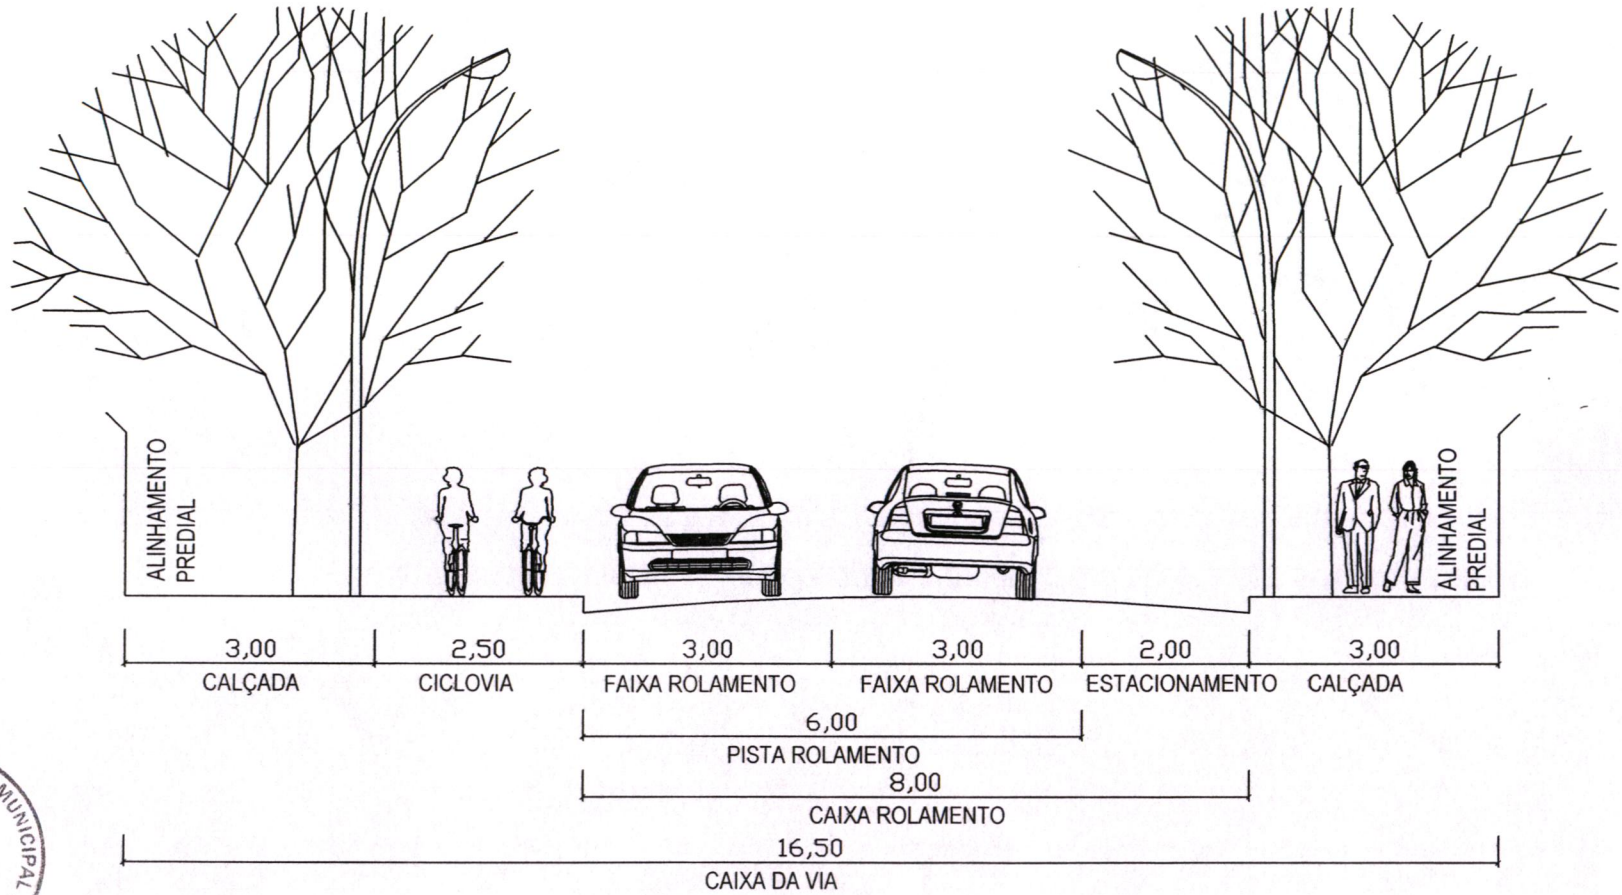 ALINHAMENTO
PREDIAL
ALINHAMENTO
PREDIAL
3,00 2,50 3,00 3,00 2,00 3,00
CALÇADA CICLOVIA FAIXA ROLAMENTO FAIXA ROLAMENTO ESTACIONAMENTO CALÇADA
6,00
PISTA ROLAMENTO
8,00
CAIXA ROLAMENTO
16,50
CAIXA DA VIA
MUNICIPAL